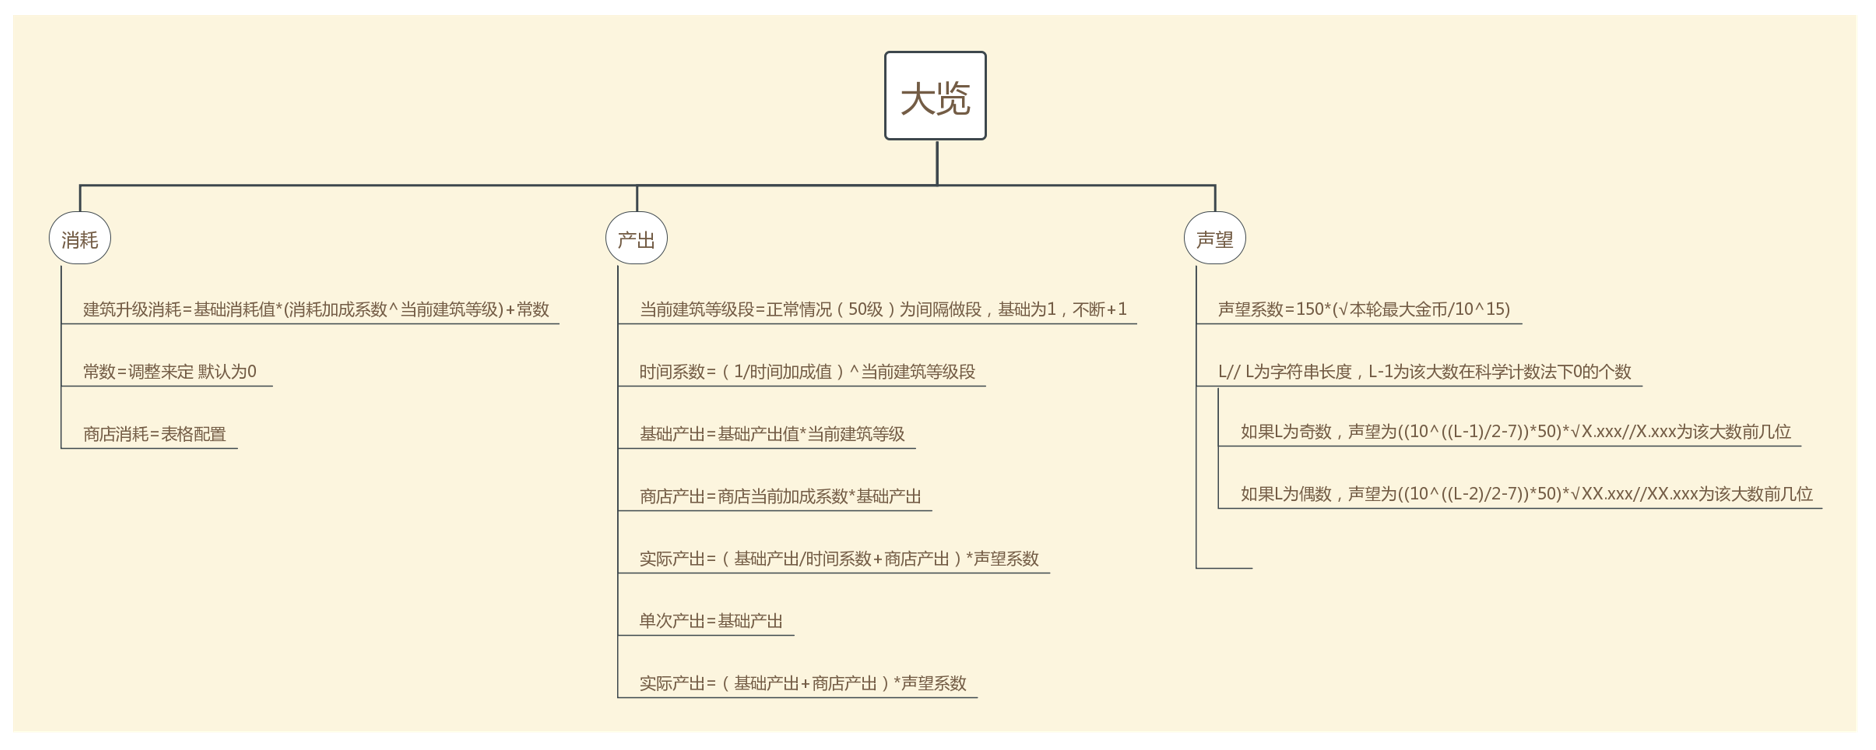 大览
消耗
建筑升级消耗=基础消耗值*(消耗加成系数^当前建筑等级)+常数
常数=调整来定 默认为0
商店消耗=表格配置
产出
当前建筑等级段=正常情况（50级）为间隔做段，基础为1，不断+1
时间系数=（1/时间加成值）^当前建筑等级段
基础产出=基础产出值*当前建筑等级
商店产出=商店当前加成系数*基础产出
实际产出=（基础产出/时间系数+商店产出）*声望系数
单次产出=基础产出
实际产出=（基础产出+商店产出）*声望系数
声望
声望系数=150*(√本轮最大金币/10^15)
L// L为字符串长度，L-1为该大数在科学计数法下0的个数
如果L为奇数，声望为((10^((L-1)/2-7))*50)*√X.xxx//X.xxx为该大数前几位
如果L为偶数，声望为((10^((L-2)/2-7))*50)*√XX.xxx//XX.xxx为该大数前几位